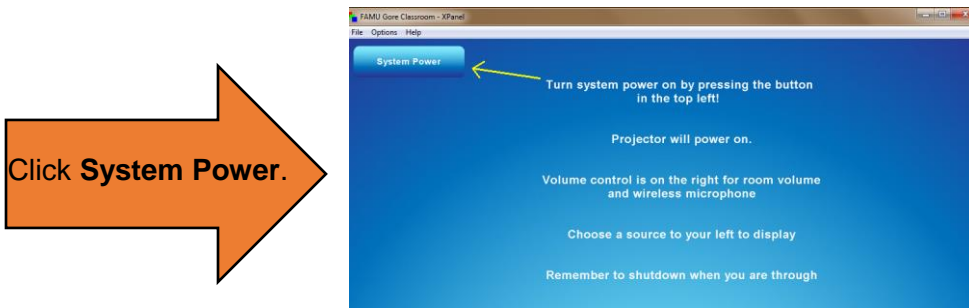 Click System Power.
FAMU Gore Classroom - XPanel
File Options Help
System Power
Turn system power on by pressing the button
in the top left!
Projector will power on.
Volume control is on the right for room volume
and wireless microphone
Choose a source to your left to display
Remember to shutdown when you are through